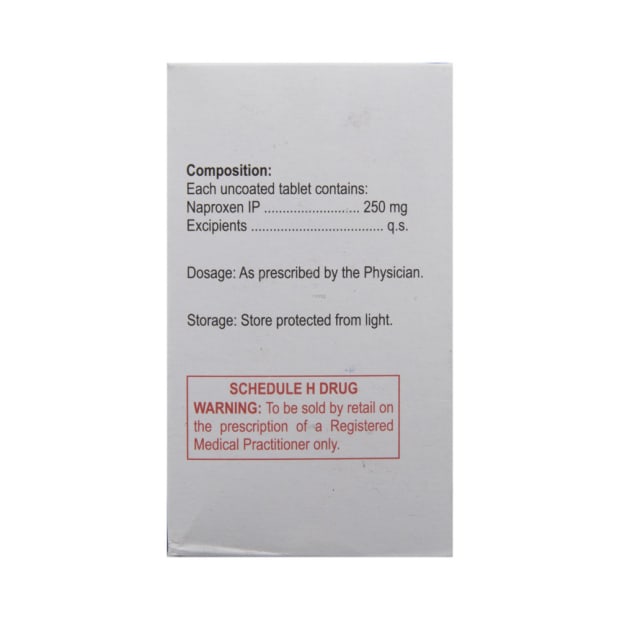 Composition:
Each uncoated tablet contains:
Naproxen IP .......................... 250 mg
Excipients .................................... q.s.
Dosage: As prescribed by the Physician.
Storage: Store protected from light.
SCHEDULE H DRUG
WARNING: To be sold by retail on
the prescription of a Registered
Medical Practitioner only.